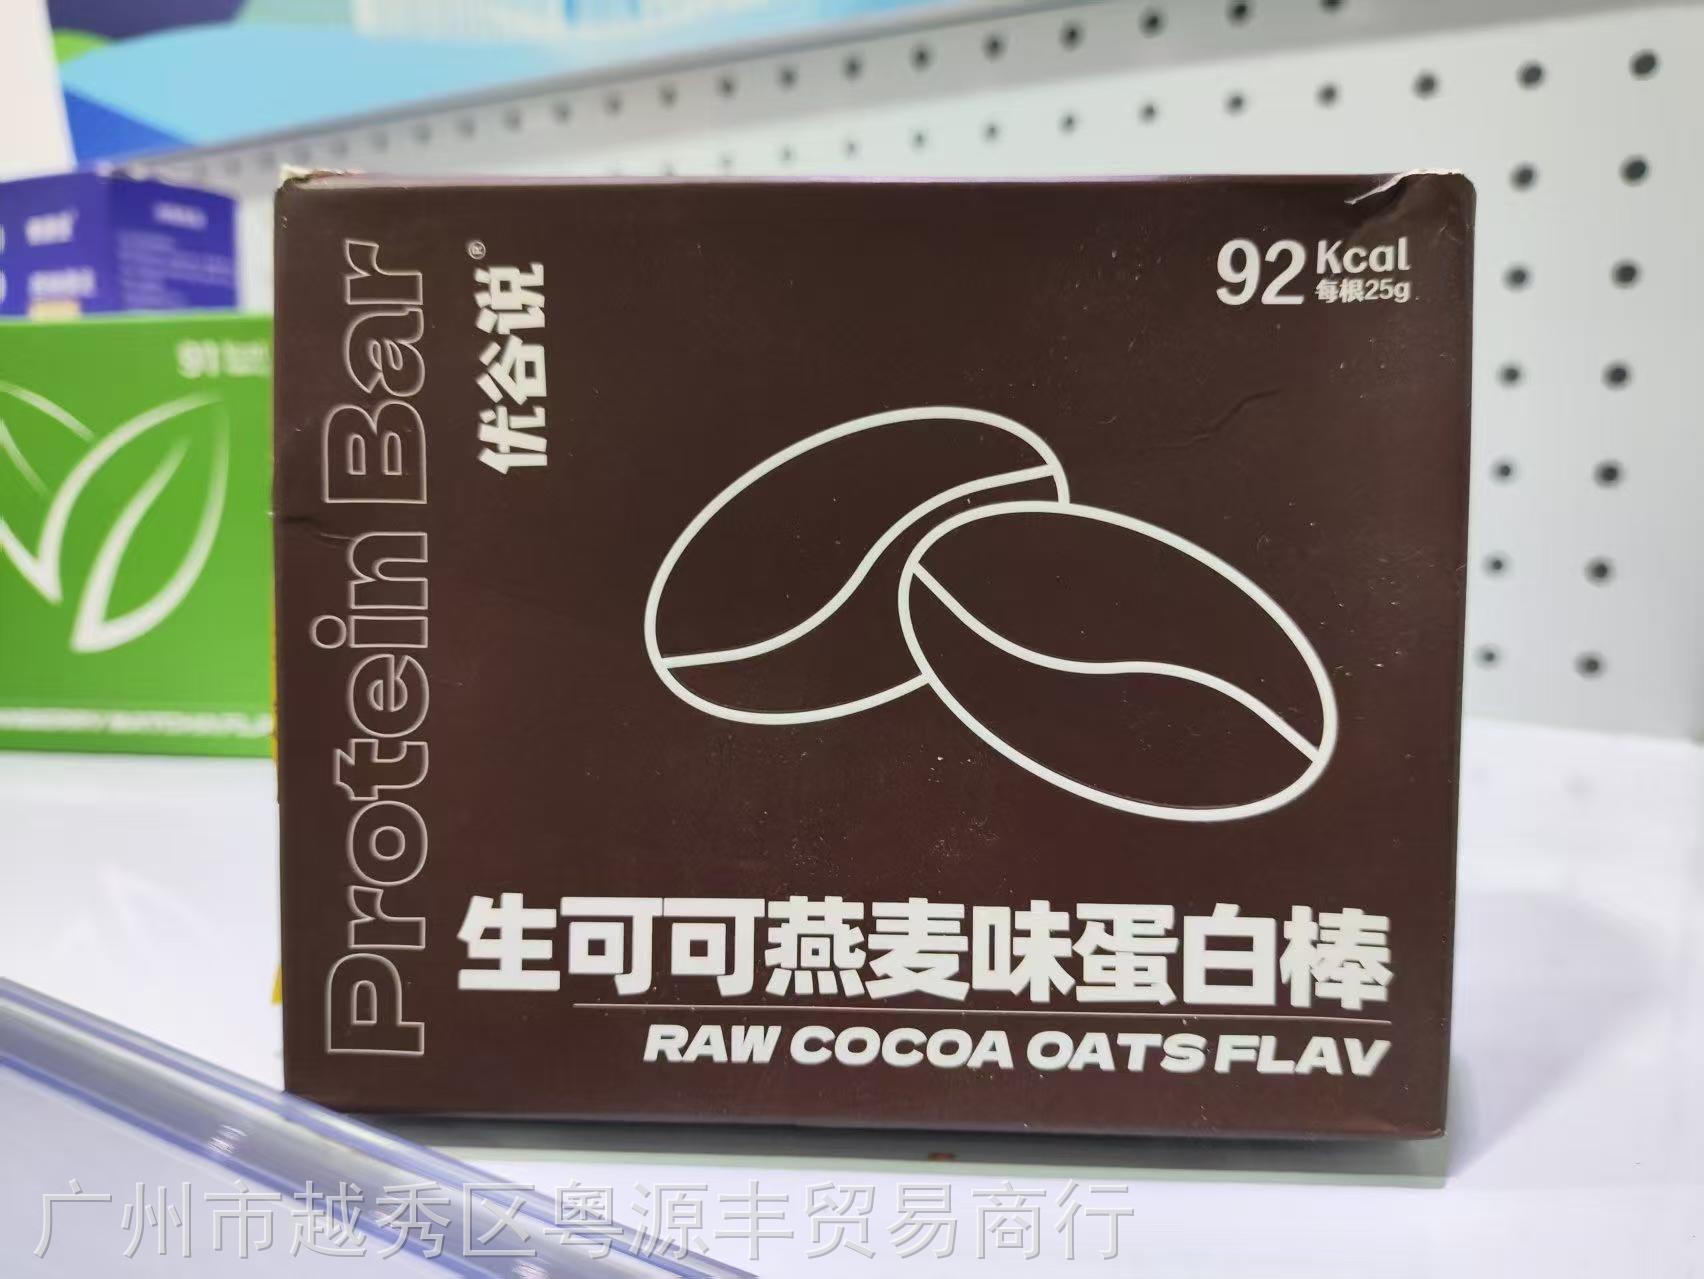 Protein Bar
优谷说®
92 Kcal
每根25g
生可可燕麦味蛋白棒
RAW COCOA OATS FLAV
91
广州市越秀区粤源丰贸易商行